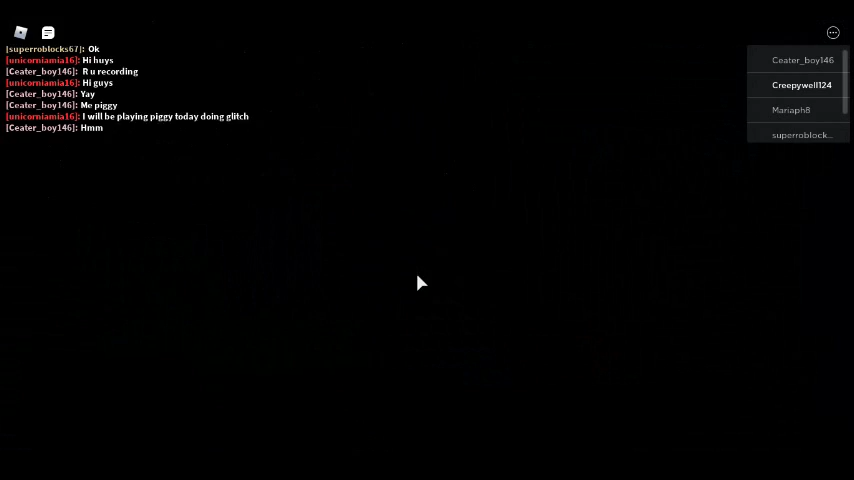 [superroblocks67]: Ok
[unicorniamia16]: Hi huys
[Ceater_boy146]: R u recording
[unicorniamia16]: Hi guys
[Ceater_boy146]: Yay
[Ceater_boy146]: Me piggy
[unicorniamia16]: I will be playing piggy today doing glitch
[Ceater_boy146]: Hmm
Ceater_boy146
Creepywell124
Mariaph8
superroblock...